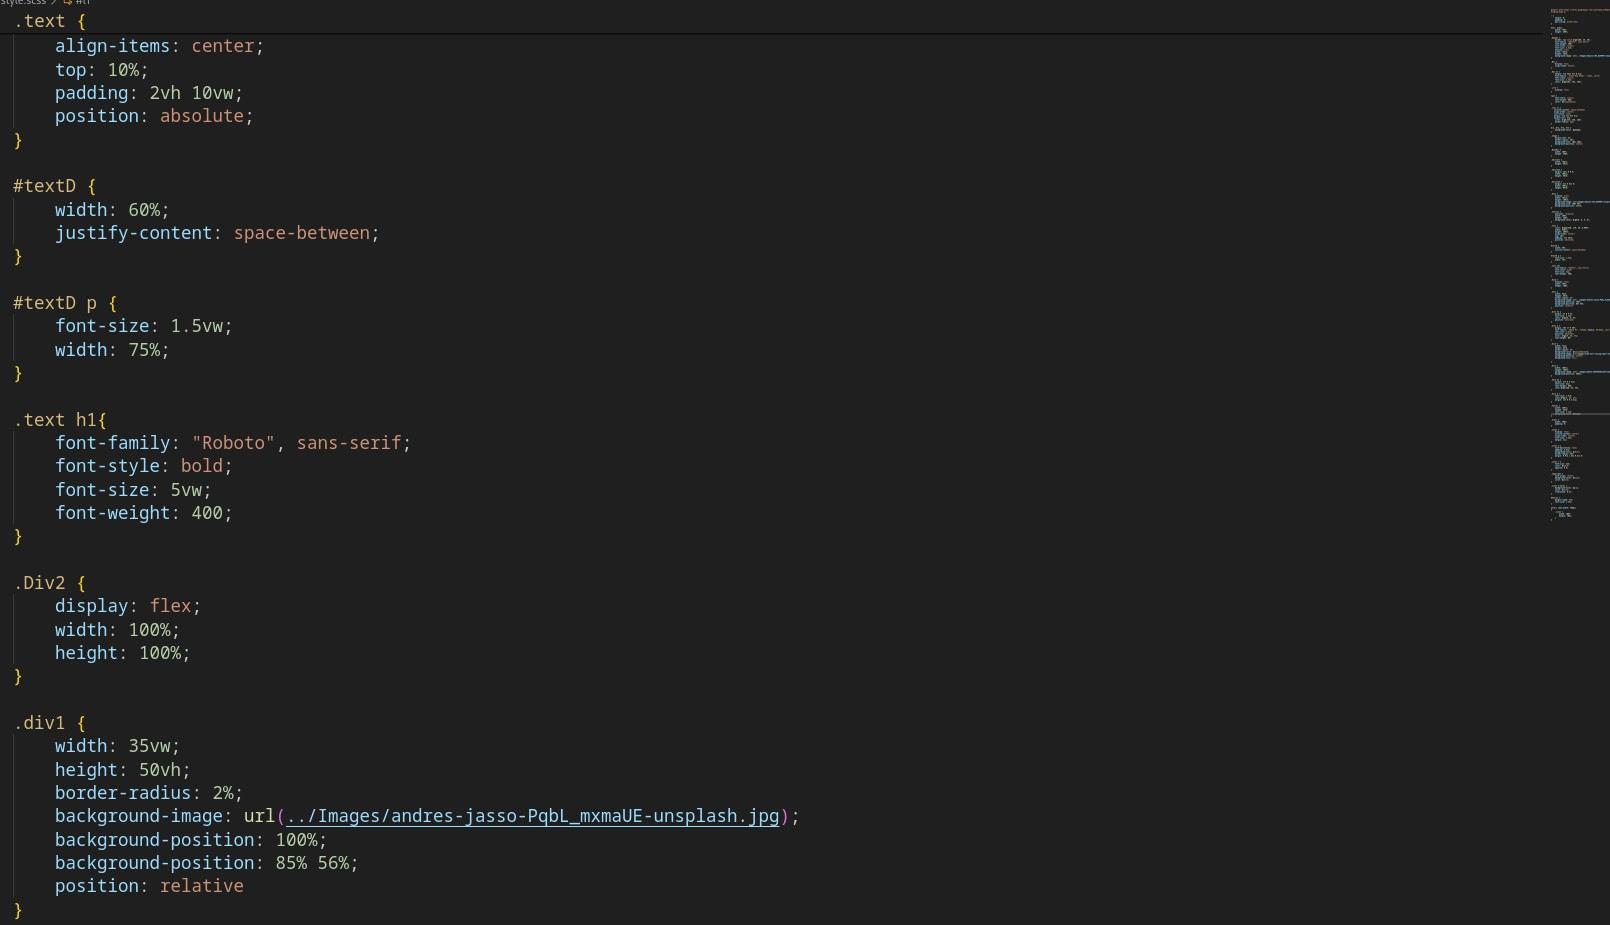 style.scss > #t1
.text {
    align-items: center;
    top: 10%;
    padding: 2vh 10vw;
    position: absolute;
}

#textD {
    width: 60%;
    justify-content: space-between;
}

#textD p {
    font-size: 1.5vw;
    width: 75%;
}

.text h1{
    font-family: "Roboto", sans-serif;
    font-style: bold;
    font-size: 5vw;
    font-weight: 400;
}

.Div2 {
    display: flex;
    width: 100%;
    height: 100%;
}

.div1 {
    width: 35vw;
    height: 50vh;
    border-radius: 2%;
    background-image: url(../Images/andres-jasso-PqbL_mxmaUE-unsplash.jpg);
    background-position: 100%;
    background-position: 85% 56%;
    position: relative
}